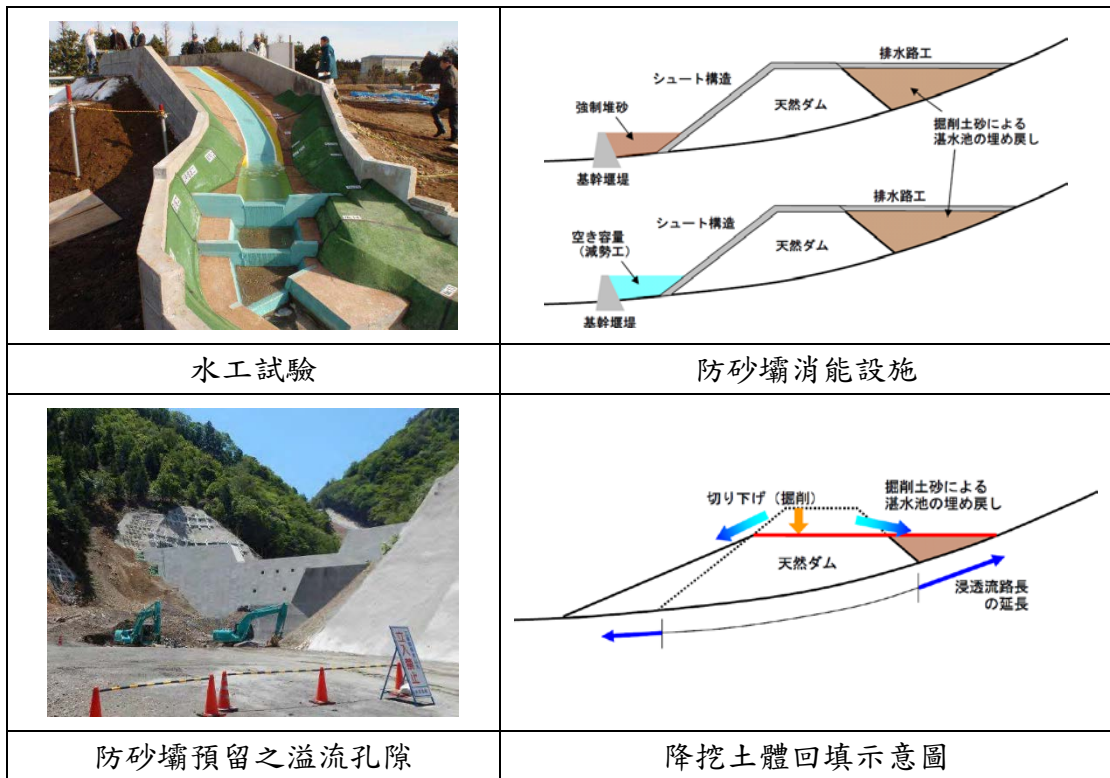 排水路工
シュート構造
天然ダム
強制堆砂
掘削土砂による
湛水池の埋め戻し
基幹堰堤
排水路工
シュート構造
天然ダム
空き容量
（減勢工）
基幹堰堤
水工試驗
防砂壩消能設施
立入禁止
切り下げ（掘削）
掘削土砂による
湛水池の埋め戻し
天然ダム
浸透流路長
の延長
防砂壩預留之溢流孔隙
降挖土體回填示意圖